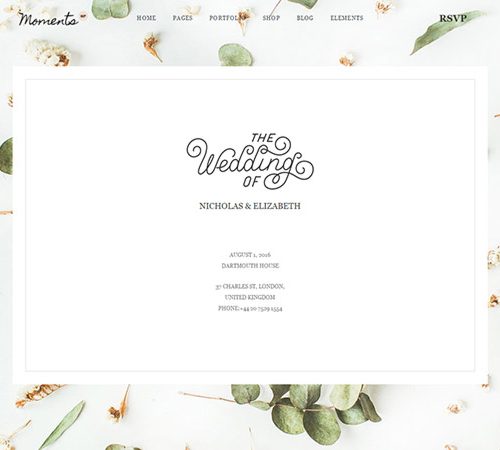 Moments
HOME PAGES PORTFOLIO SHOP BLOG ELEMENTS
RSVP
THE
Wedding
OF
NICHOLAS & ELIZABETH
AUGUST 1, 2016
DARTMOUTH HOUSE
37 CHARLES ST, LONDON,
UNITED KINGDOM
PHONE:+44 20 7529 1554